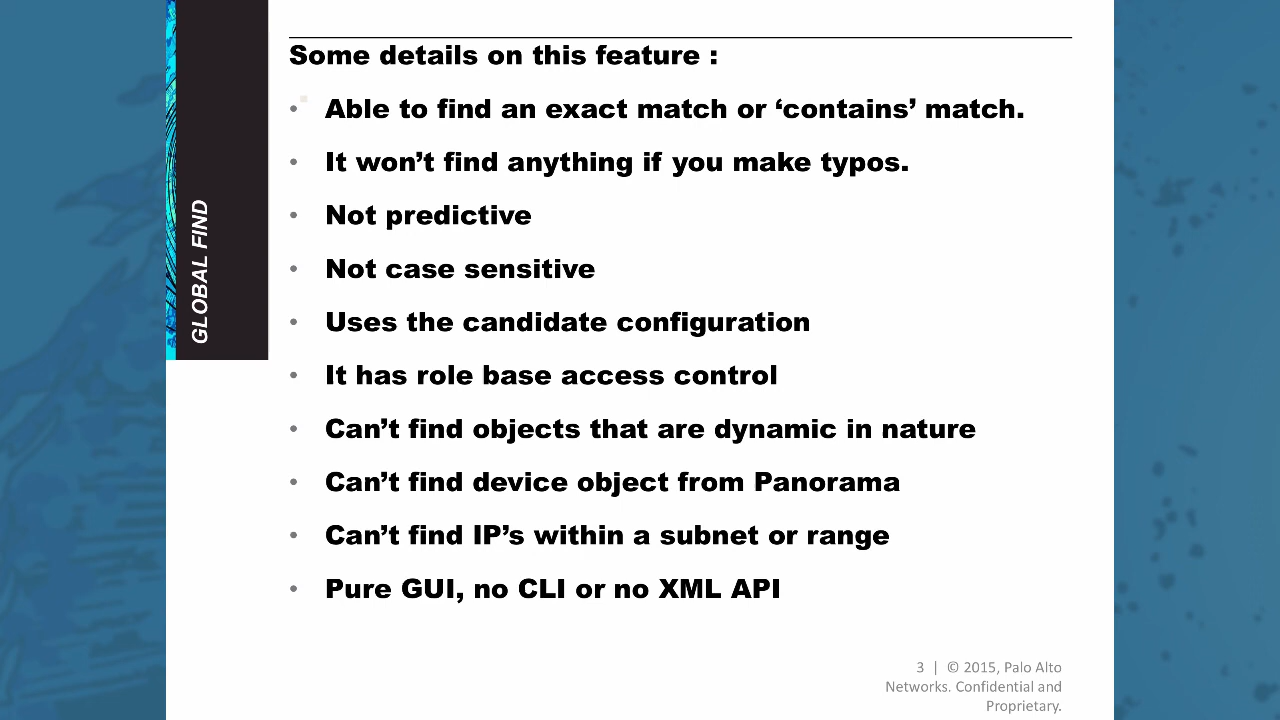 GLOBAL FIND
Some details on this feature :
• Able to find an exact match or ‘contains’ match.
• It won’t find anything if you make typos.
• Not predictive
• Not case sensitive
• Uses the candidate configuration
• It has role base access control
• Can’t find objects that are dynamic in nature
• Can’t find device object from Panorama
• Can’t find IP’s within a subnet or range
• Pure GUI, no CLI or no XML API
3 | © 2015, Palo Alto
Networks. Confidential and
Proprietary.